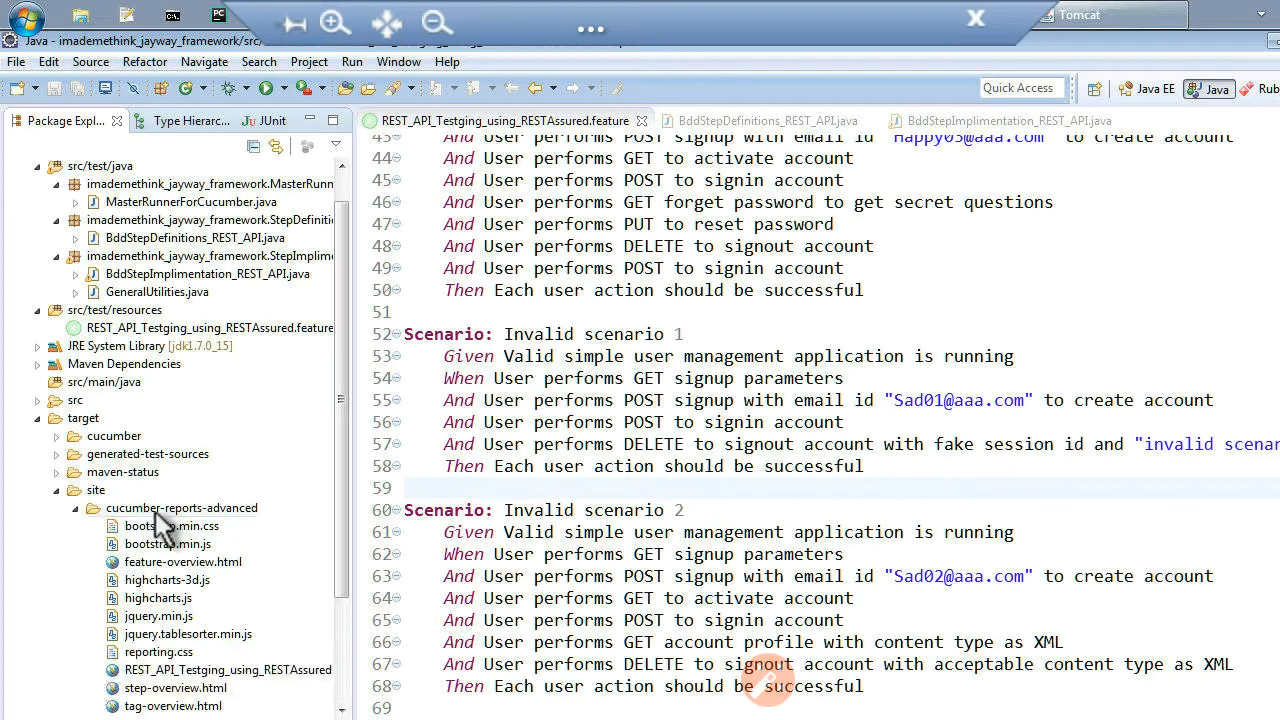 PC
...
X
Tomcat
Java - imademethink_jayway_framework/src/
File Edit Source Refactor Navigate Search Project Run Window Help
Quick Access Java EE Java Rub
Package Expl... Type Hierarc... JUnit
REST_API_Testging_using_RESTAssured.feature BddStepDefinitions_REST_API.java BddStepImplimentation_REST_API.java
src/test/java
imademethink_jayway_framework.MasterRunn
MasterRunnerForCucumber.java
imademethink_jayway_framework.StepDefinitio
BddStepDefinitions_REST_API.java
imademethink_jayway_framework.StepImplime
BddStepImplimentation_REST_API.java
GeneralUtilities.java
src/test/resources
REST_API_Testging_using_RESTAssured.feature
JRE System Library [jdk1.7.0_15]
Maven Dependencies
src/main/java
src
target
cucumber
generated-test-sources
maven-status
site
cucumber-reports-advanced
bootstrap.min.css
bootstrap.min.js
feature-overview.html
highcharts-3d.js
highcharts.js
jquery.min.js
jquery.tablesorter.min.js
reporting.css
REST_API_Testging_using_RESTAssured
step-overview.html
tag-overview.html
43 And User performs POST signup with email id "Happy03@aaa.com" to create account
44 And User performs GET to activate account
45 And User performs POST to signin account
46 And User performs GET forget password to get secret questions
47 And User performs PUT to reset password
48 And User performs DELETE to signout account
49 And User performs POST to signin account
50 Then Each user action should be successful
51
52 Scenario: Invalid scenario 1
53 Given Valid simple user management application is running
54 When User performs GET signup parameters
55 And User performs POST signup with email id "Sad01@aaa.com" to create account
56 And User performs POST to signin account
57 And User performs DELETE to signout account with fake session id and "invalid scenar
58 Then Each user action should be successful
59
60 Scenario: Invalid scenario 2
61 Given Valid simple user management application is running
62 When User performs GET signup parameters
63 And User performs POST signup with email id "Sad02@aaa.com" to create account
64 And User performs GET to activate account
65 And User performs POST to signin account
66 And User performs GET account profile with content type as XML
67 And User performs DELETE to signout account with acceptable content type as XML
68 Then Each user action should be successful
69